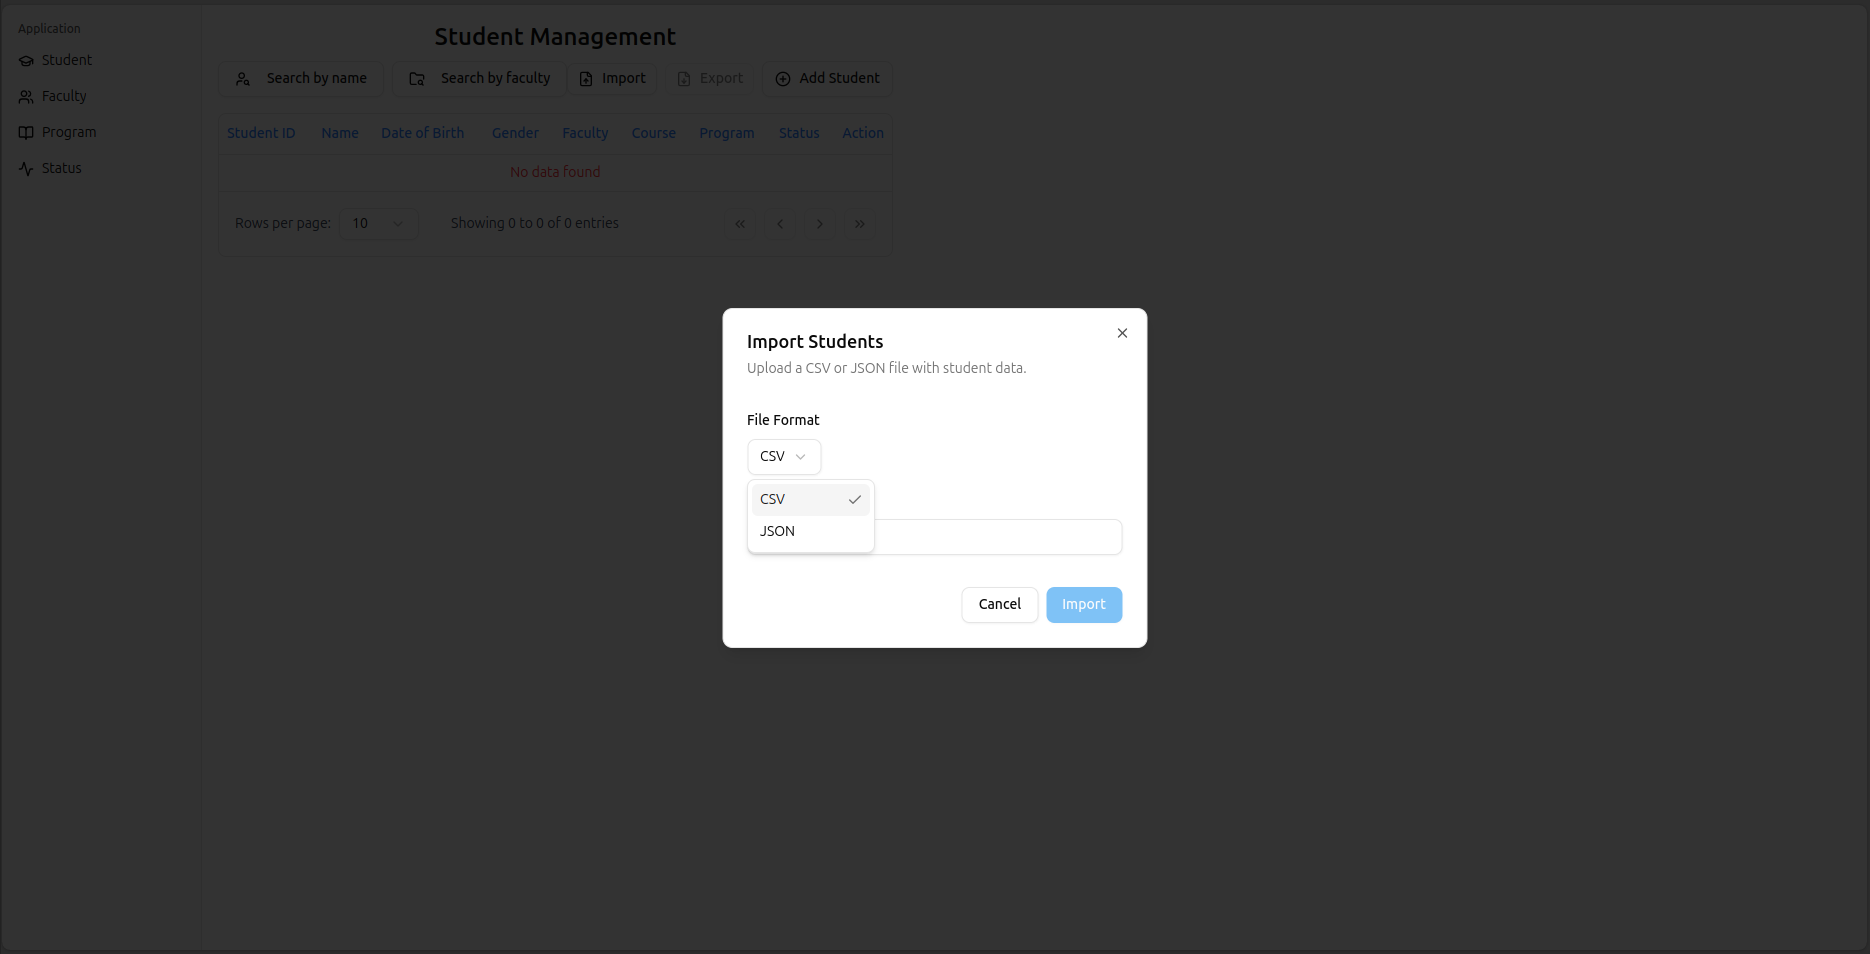 Application
Student
Faculty
Program
Status
Student Management
Search by name
Search by faculty
Import
Export
Add Student
Student ID Name Date of Birth Gender Faculty Course Program Status Action
No data found
Rows per page: 10 Showing 0 to 0 of 0 entries
Import Students
Upload a CSV or JSON file with student data.
File Format
CSV
CSV
JSON
Cancel
Import